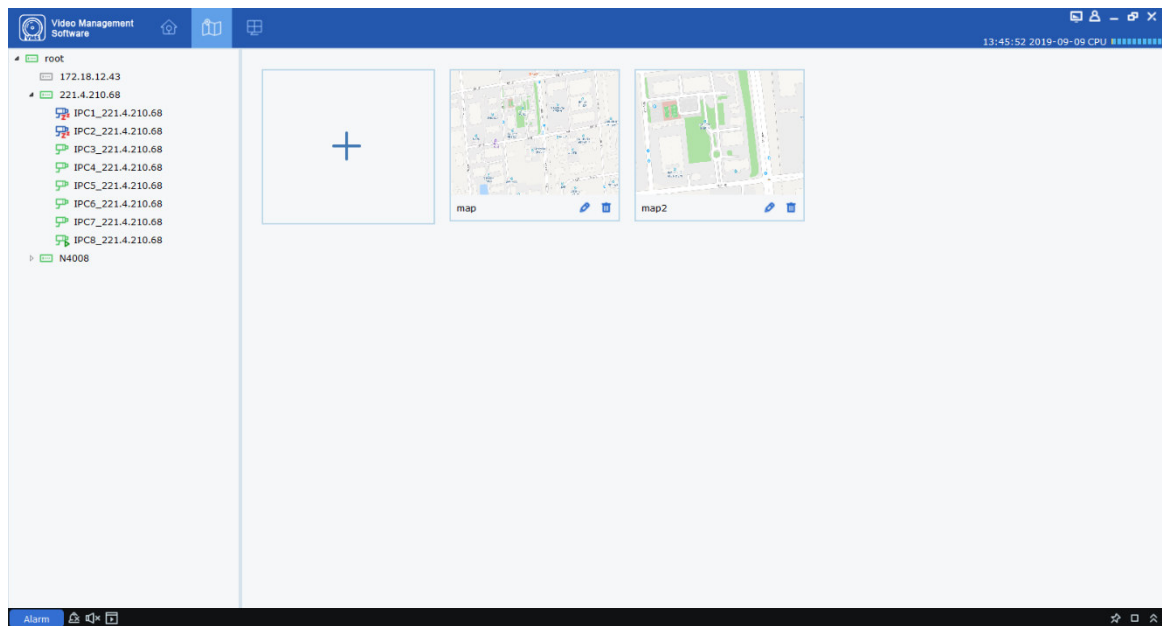 Video Management
Software
13:45:52 2019-09-09 CPU
root
172.18.12.43
221.4.210.68
IPC1_221.4.210.68
IPC2_221.4.210.68
IPC3_221.4.210.68
IPC4_221.4.210.68
IPC5_221.4.210.68
IPC6_221.4.210.68
IPC7_221.4.210.68
IPC8_221.4.210.68
N4008
map
map2
Alarm